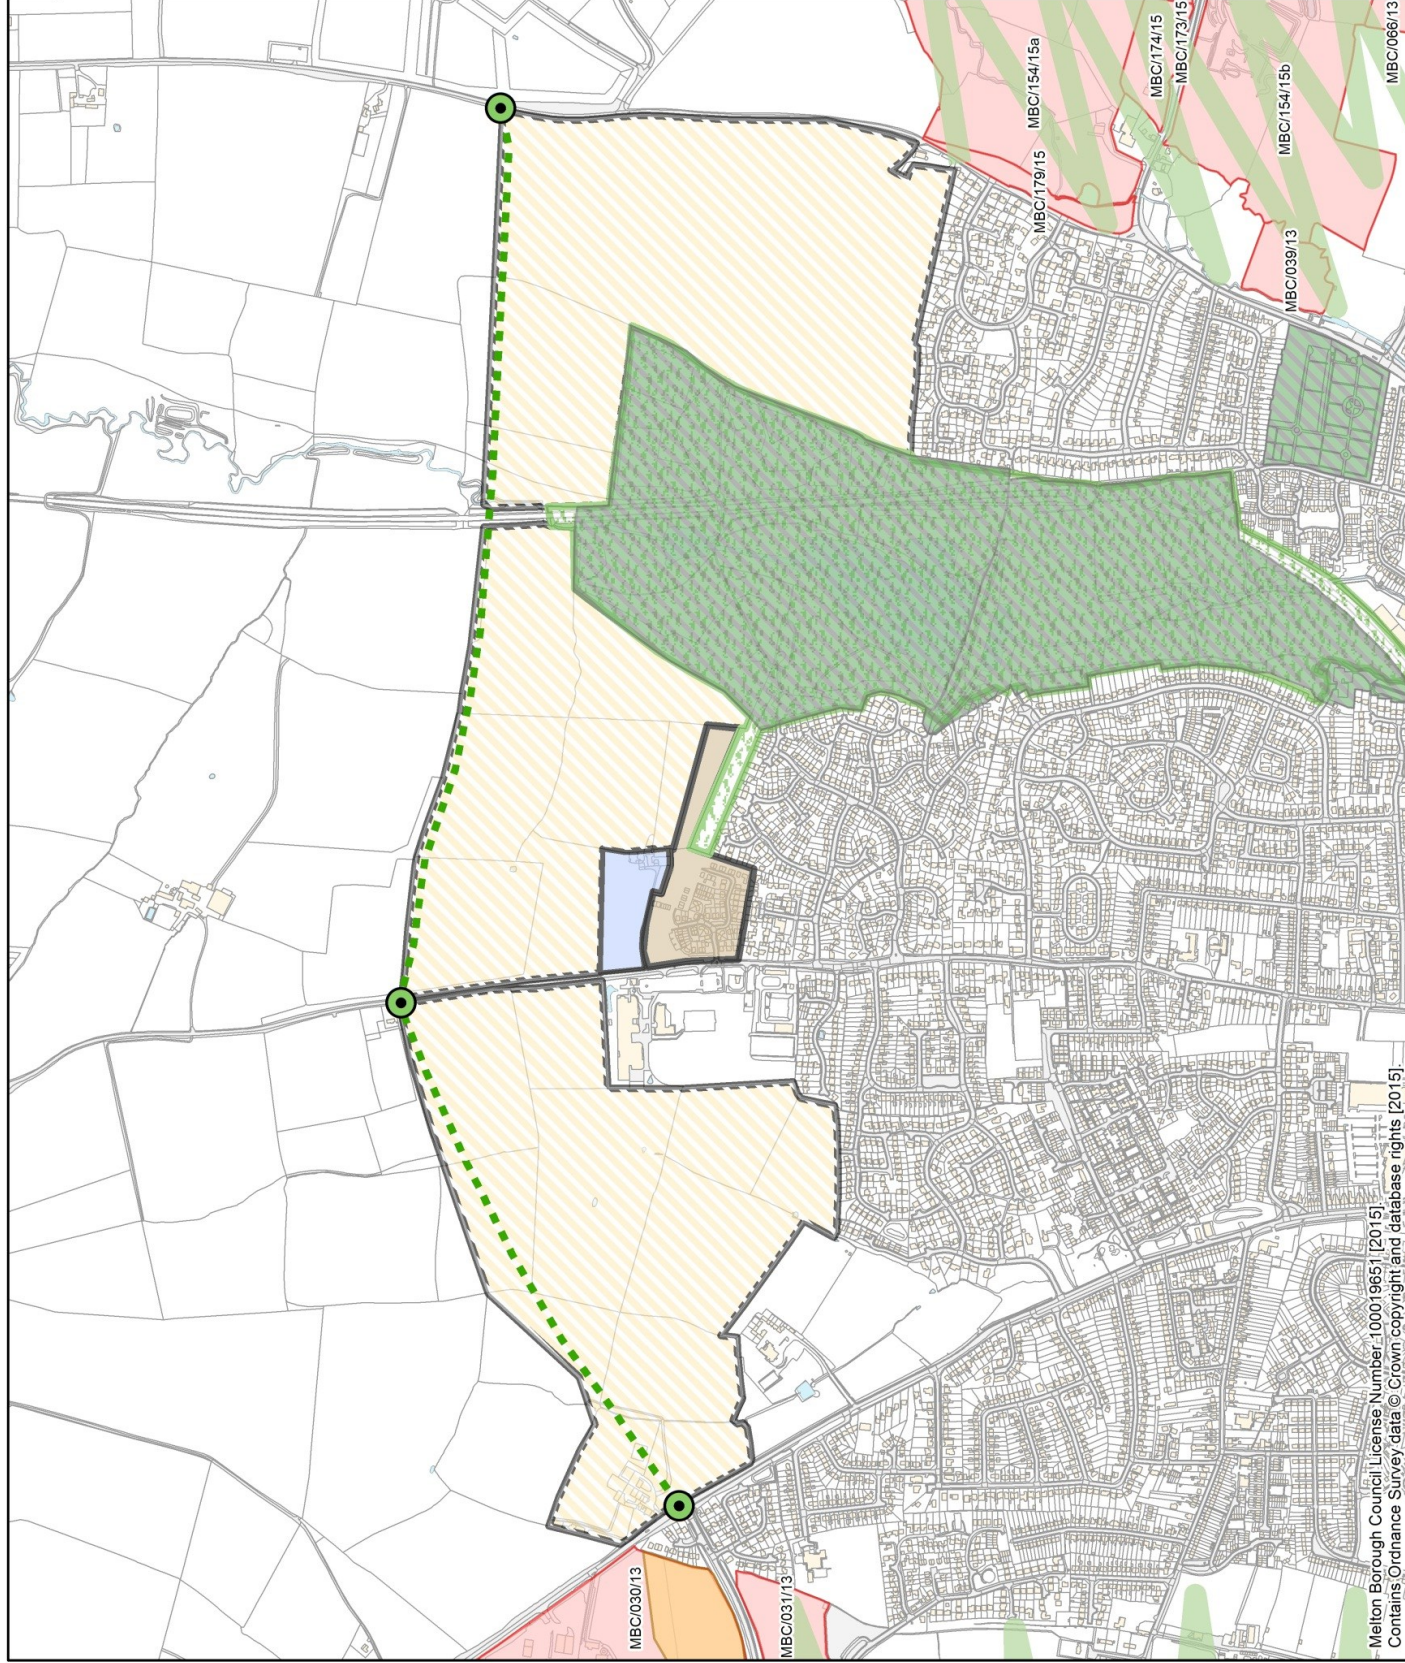 MBC/066/13
MBC/173/15
MBC/174/15
MBC/154/15b
MBC/154/15a
MBC/179/15
MBC/039/13
MBC/030/13
MBC/031/13
Melton Borough Council License Number 100019651 [2015].
Contains Ordnance Survey data © Crown copyright and database rights [2015].